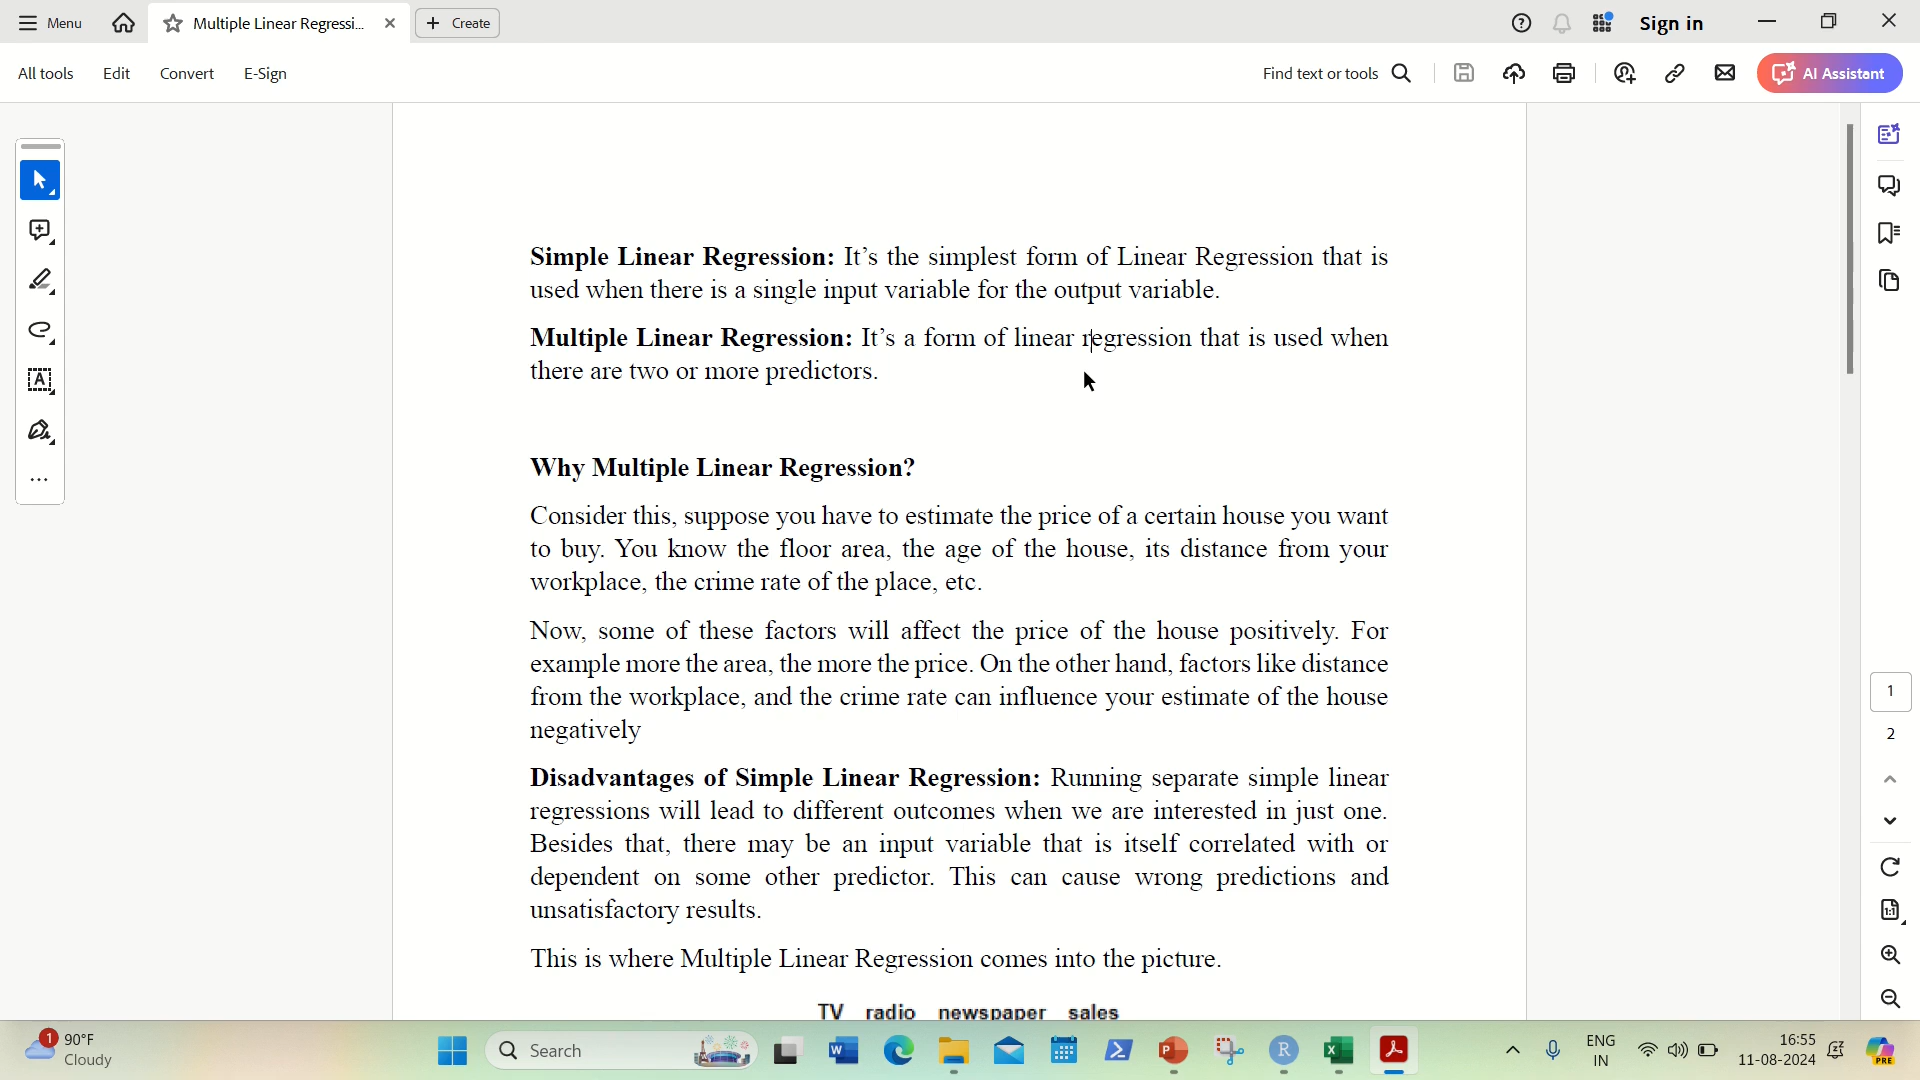 Menu
Multiple Linear Regressi...
Create
Sign in
All tools
Edit
Convert
E-Sign
Find text or tools
AI Assistant
Simple Linear Regression: It’s the simplest form of Linear Regression that is
used when there is a single input variable for the output variable.
Multiple Linear Regression: It’s a form of linear regression that is used when
there are two or more predictors.
Why Multiple Linear Regression?
Consider this, suppose you have to estimate the price of a certain house you want
to buy. You know the floor area, the age of the house, its distance from your
workplace, the crime rate of the place, etc.
Now, some of these factors will affect the price of the house positively. For
example more the area, the more the price. On the other hand, factors like distance
from the workplace, and the crime rate can influence your estimate of the house
negatively
Disadvantages of Simple Linear Regression: Running separate simple linear
regressions will lead to different outcomes when we are interested in just one.
Besides that, there may be an input variable that is itself correlated with or
dependent on some other predictor. This can cause wrong predictions and
unsatisfactory results.
This is where Multiple Linear Regression comes into the picture.
TV radio newspaper sales
1
2
1
90°F
Cloudy
Search
ENG
IN
16:55
11-08-2024
PRE